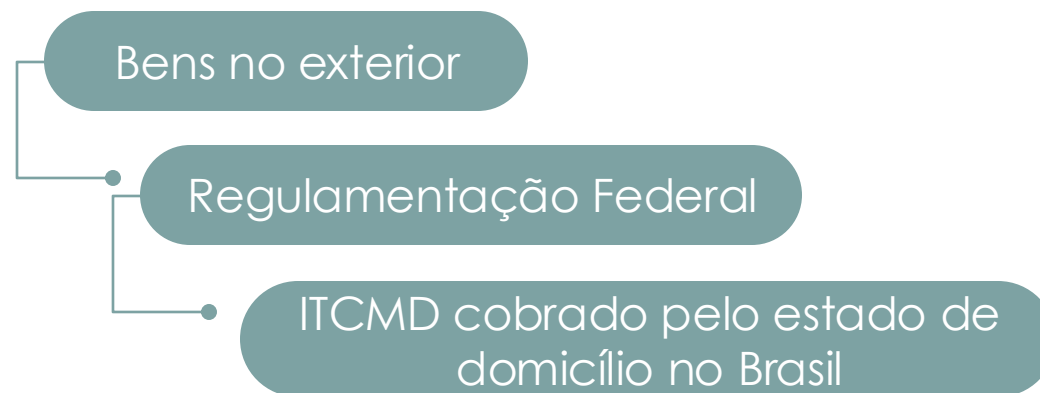 Bens no exterior
Regulamentação Federal
ITCMD cobrado pelo estado de
domicílio no Brasil